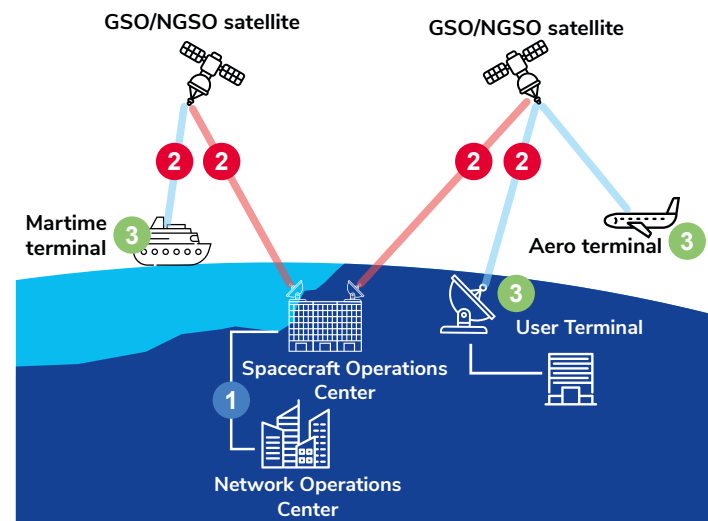 GSO/NGSO satellite
GSO/NGSO satellite
2
2
2
2
Martime
terminal
3
Aero terminal
3
3
User Terminal
Spacecraft Operations
Center
1
Network Operations
Center